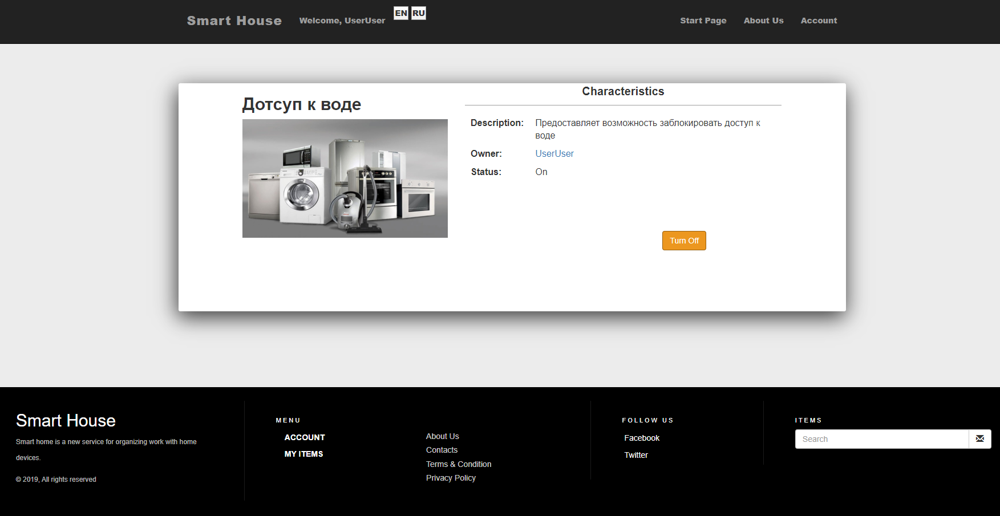 Smart House
Welcome, UserUser
EN RU
Start Page
About Us
Account
Дотсуп к воде
Characteristics
Description: Предоставляет возможность заблокировать доступ к
воде
Owner: UserUser
Status: On
Turn Off
Smart House
Smart home is a new service for organizing work with home
devices.
© 2019, All rights reserved
MENU
ACCOUNT
MY ITEMS
About Us
Contacts
Terms & Condition
Privacy Policy
FOLLOW US
Facebook
Twitter
ITEMS
Search